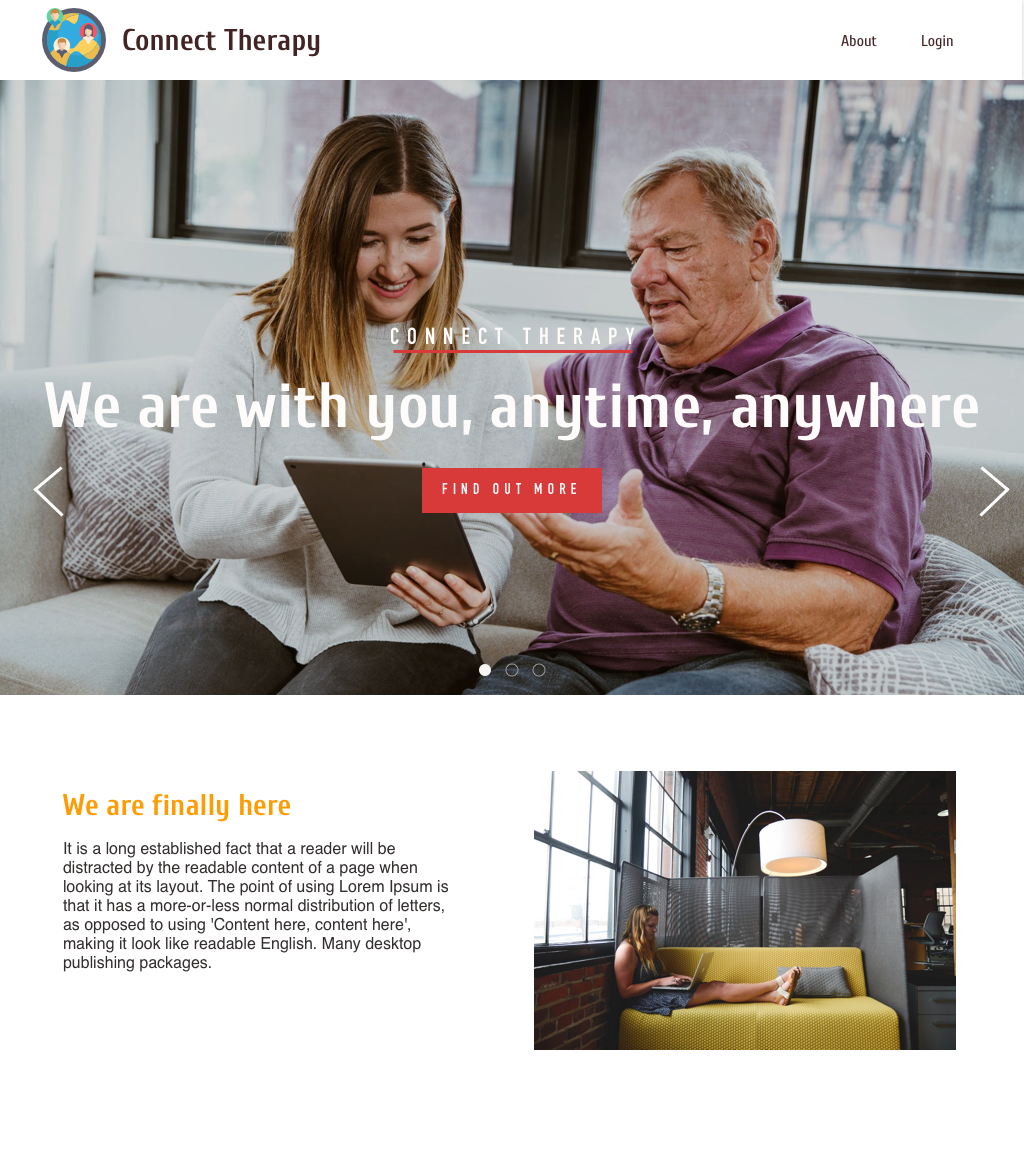 Connect Therapy
About
Login
CONNECT THERAPY
We are with you, anytime, anywhere
FIND OUT MORE
We are finally here
It is a long established fact that a reader will be
distracted by the readable content of a page when
looking at its layout. The point of using Lorem Ipsum is
that it has a more-or-less normal distribution of letters,
as opposed to using 'Content here, content here',
making it look like readable English. Many desktop
publishing packages.